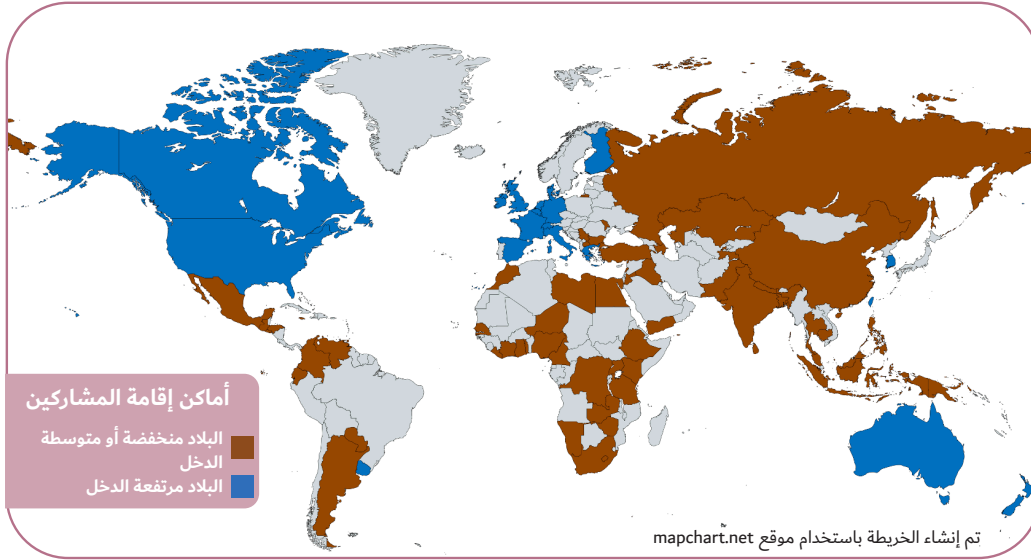 أماكن إقامة المشاركين
البلاد منخفضة أو متوسطة
الدخل
البلاد مرتفعة الدخل
تم إنشاء الخريطة باستخدام موقع mapchart.net